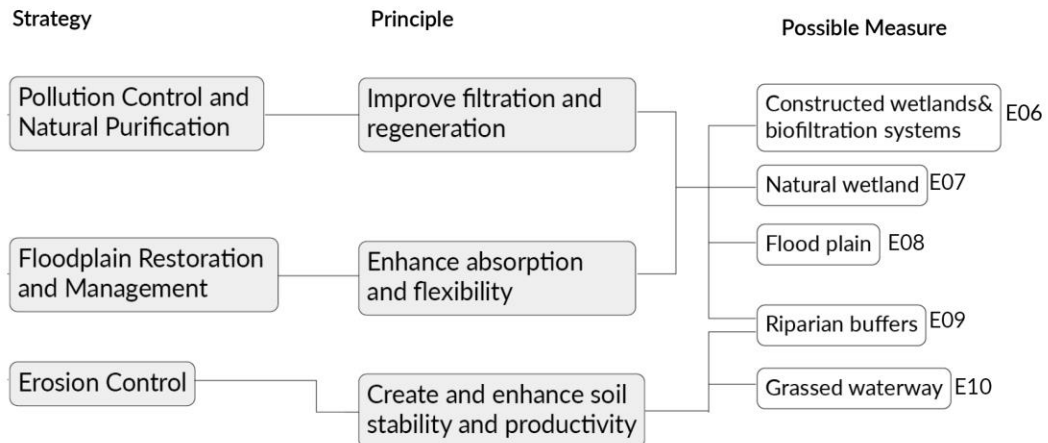 Strategy
Principle
Possible Measure
Pollution Control and
Natural Purification
Improve filtration and
regeneration
Constructed wetlands&
biofiltration systems
E06
Natural wetland
E07
Floodplain Restoration
and Management
Enhance absorption
and flexibility
Flood plain
E08
Riparian buffers
E09
Erosion Control
Create and enhance soil
stability and productivity
Grassed waterway
E10